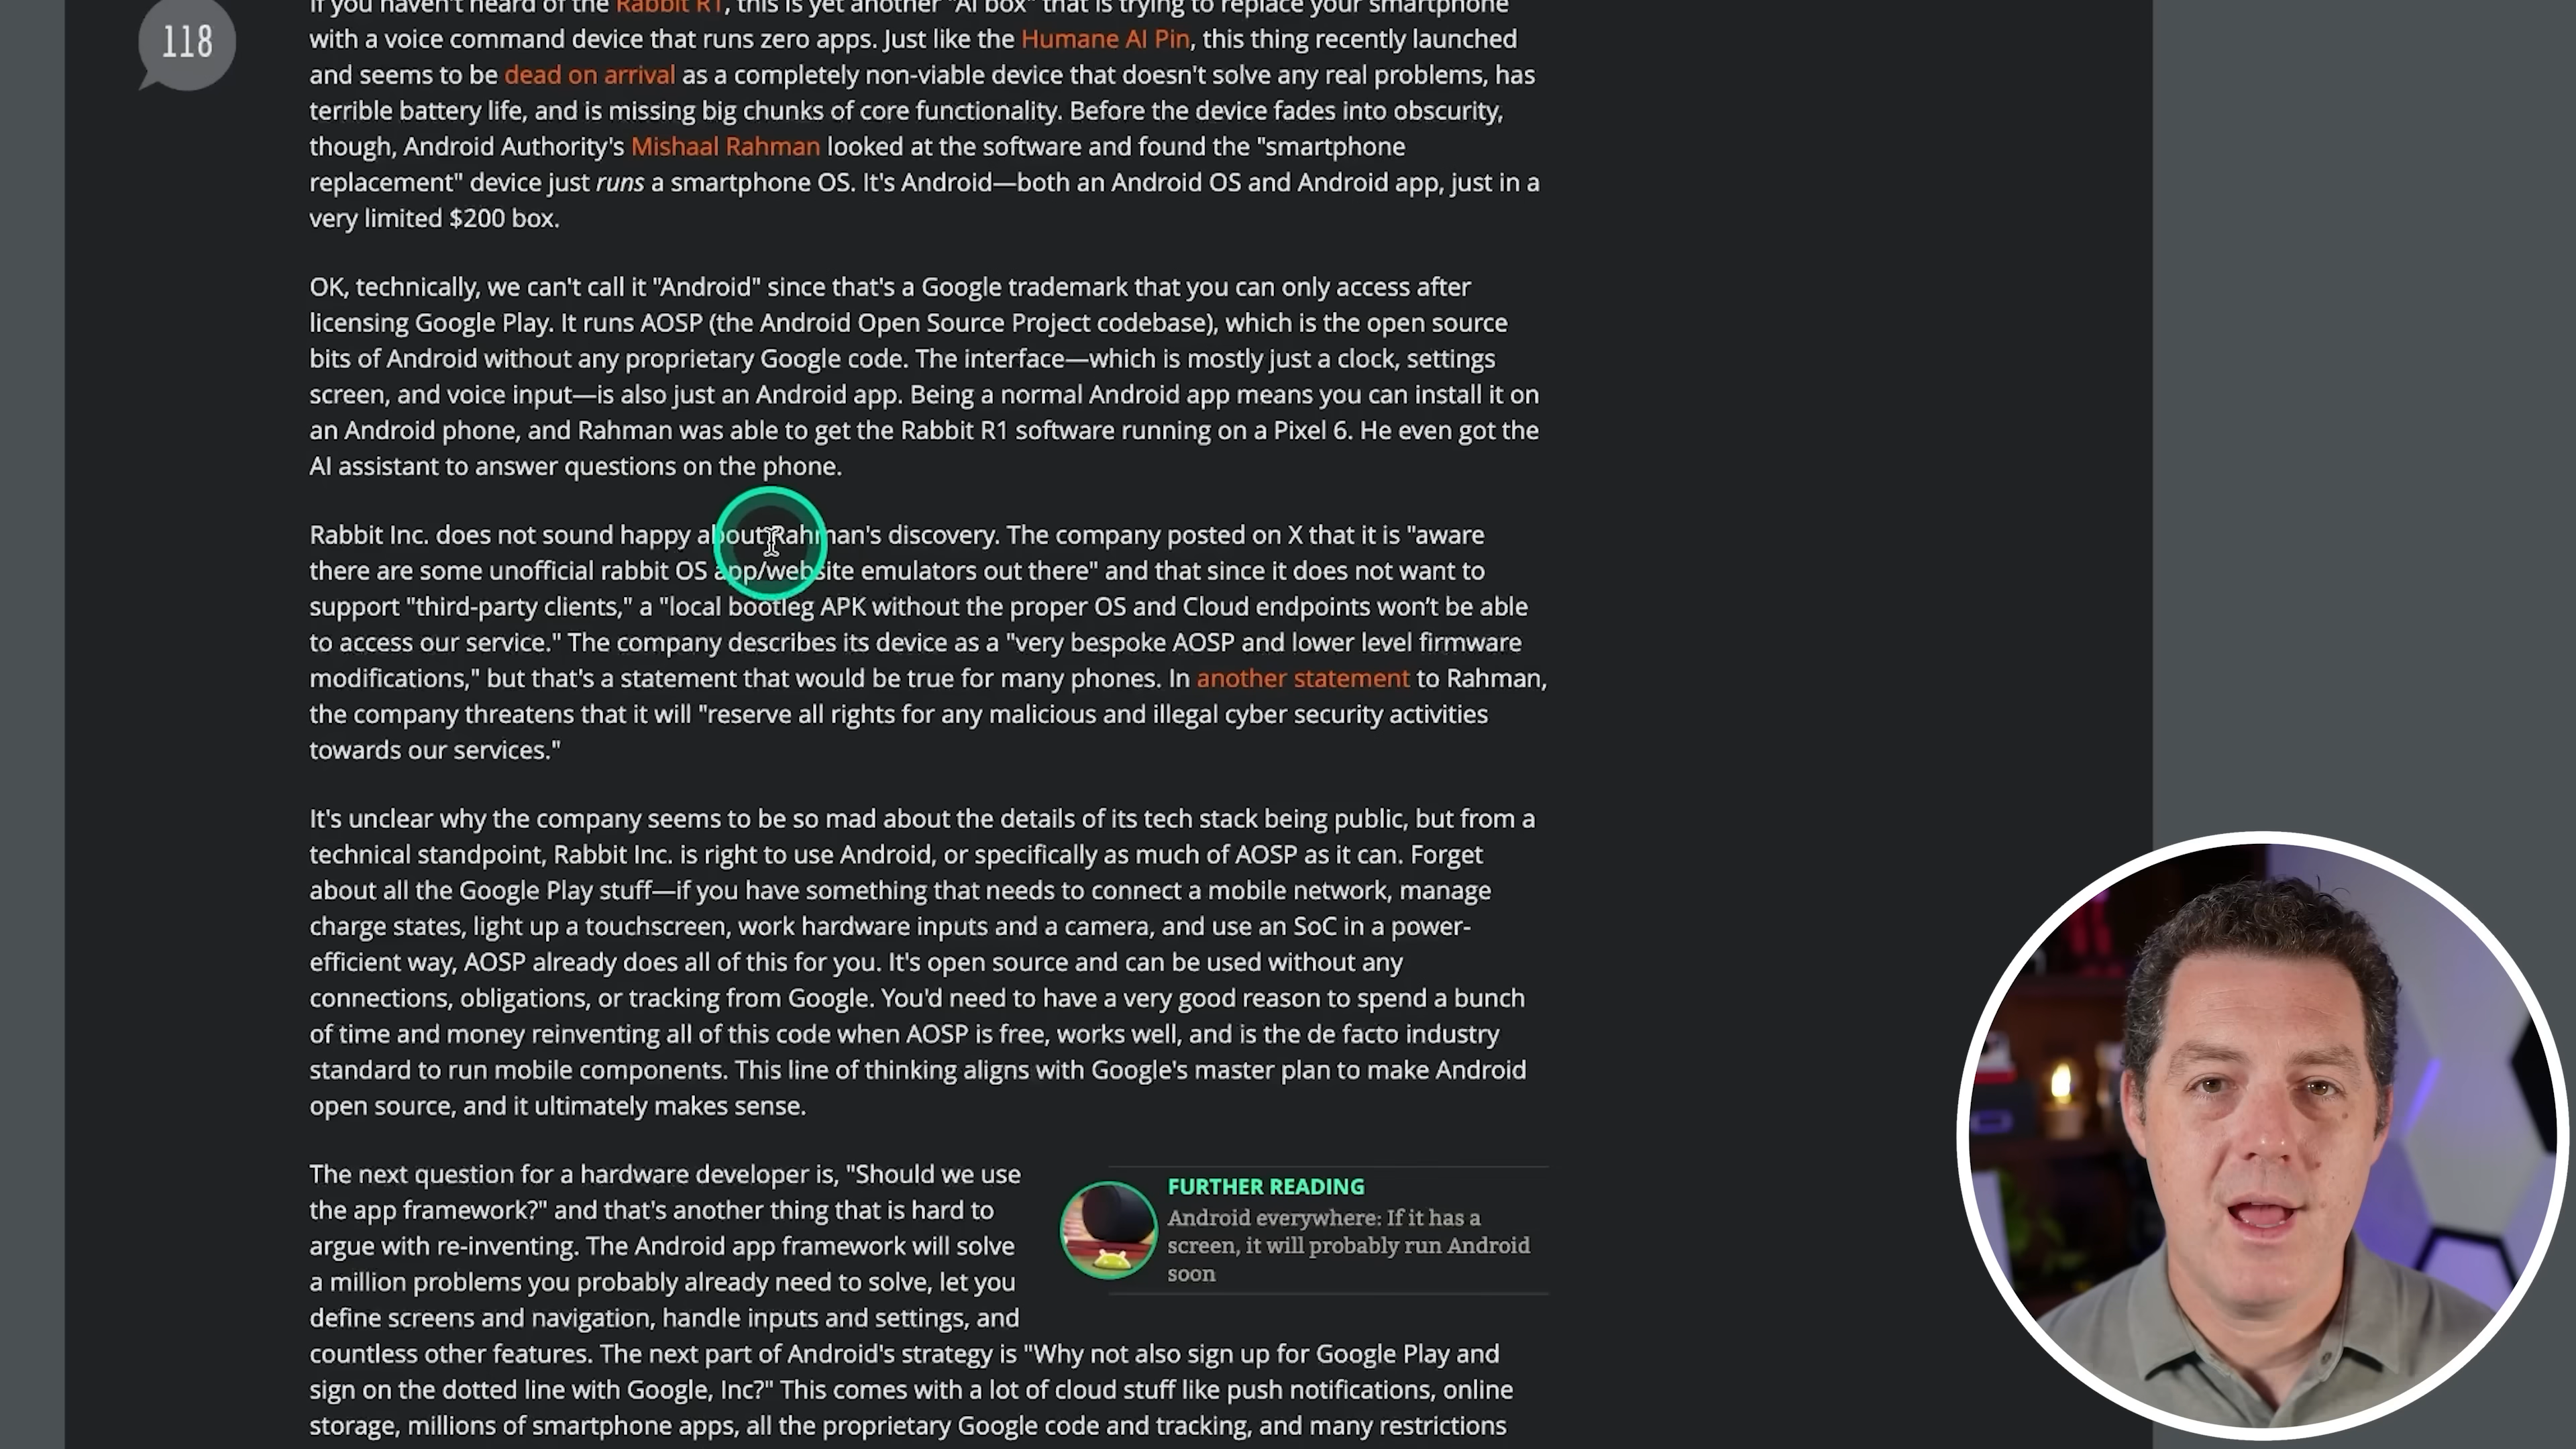 118
If you haven't heard of the Rabbit R1, this is yet another "AI box" that is trying to replace your smartphone
with a voice command device that runs zero apps. Just like the Humane AI Pin, this thing recently launched
and seems to be dead on arrival as a completely non-viable device that doesn't solve any real problems, has
terrible battery life, and is missing big chunks of core functionality. Before the device fades into obscurity,
though, Android Authority's Mishaal Rahman looked at the software and found the "smartphone
replacement" device just runs a smartphone OS. It's Android—both an Android OS and Android app, just in a
very limited $200 box.
OK, technically, we can't call it "Android" since that's a Google trademark that you can only access after
licensing Google Play. It runs AOSP (the Android Open Source Project codebase), which is the open source
bits of Android without any proprietary Google code. The interface—which is mostly just a clock, settings
screen, and voice input—is also just an Android app. Being a normal Android app means you can install it on
an Android phone, and Rahman was able to get the Rabbit R1 software running on a Pixel 6. He even got the
AI assistant to answer questions on the phone.
Rabbit Inc. does not sound happy about Rahman's discovery. The company posted on X that it is "aware
there are some unofficial rabbit OS app/website emulators out there" and that since it does not want to
support "third-party clients," a "local bootleg APK without the proper OS and Cloud endpoints won’t be able
to access our service." The company describes its device as a "very bespoke AOSP and lower level firmware
modifications," but that's a statement that would be true for many phones. In another statement to Rahman,
the company threatens that it will "reserve all rights for any malicious and illegal cyber security activities
towards our services."
It's unclear why the company seems to be so mad about the details of its tech stack being public, but from a
technical standpoint, Rabbit Inc. is right to use Android, or specifically as much of AOSP as it can. Forget
about all the Google Play stuff—if you have something that needs to connect a mobile network, manage
charge states, light up a touchscreen, work hardware inputs and a camera, and use an SoC in a power-
efficient way, AOSP already does all of this for you. It's open source and can be used without any
connections, obligations, or tracking from Google. You'd need to have a very good reason to spend a bunch
of time and money reinventing all of this code when AOSP is free, works well, and is the de facto industry
standard to run mobile components. This line of thinking aligns with Google's master plan to make Android
open source, and it ultimately makes sense.
The next question for a hardware developer is, "Should we use
the app framework?" and that's another thing that is hard to
argue with re-inventing. The Android app framework will solve
a million problems you probably already need to solve, let you
define screens and navigation, handle inputs and settings, and
countless other features. The next part of Android's strategy is "Why not also sign up for Google Play and
sign on the dotted line with Google, Inc?" This comes with a lot of cloud stuff like push notifications, online
storage, millions of smartphone apps, all the proprietary Google code and tracking, and many restrictions
FURTHER READING
Android everywhere: If it has a
screen, it will probably run Android
soon